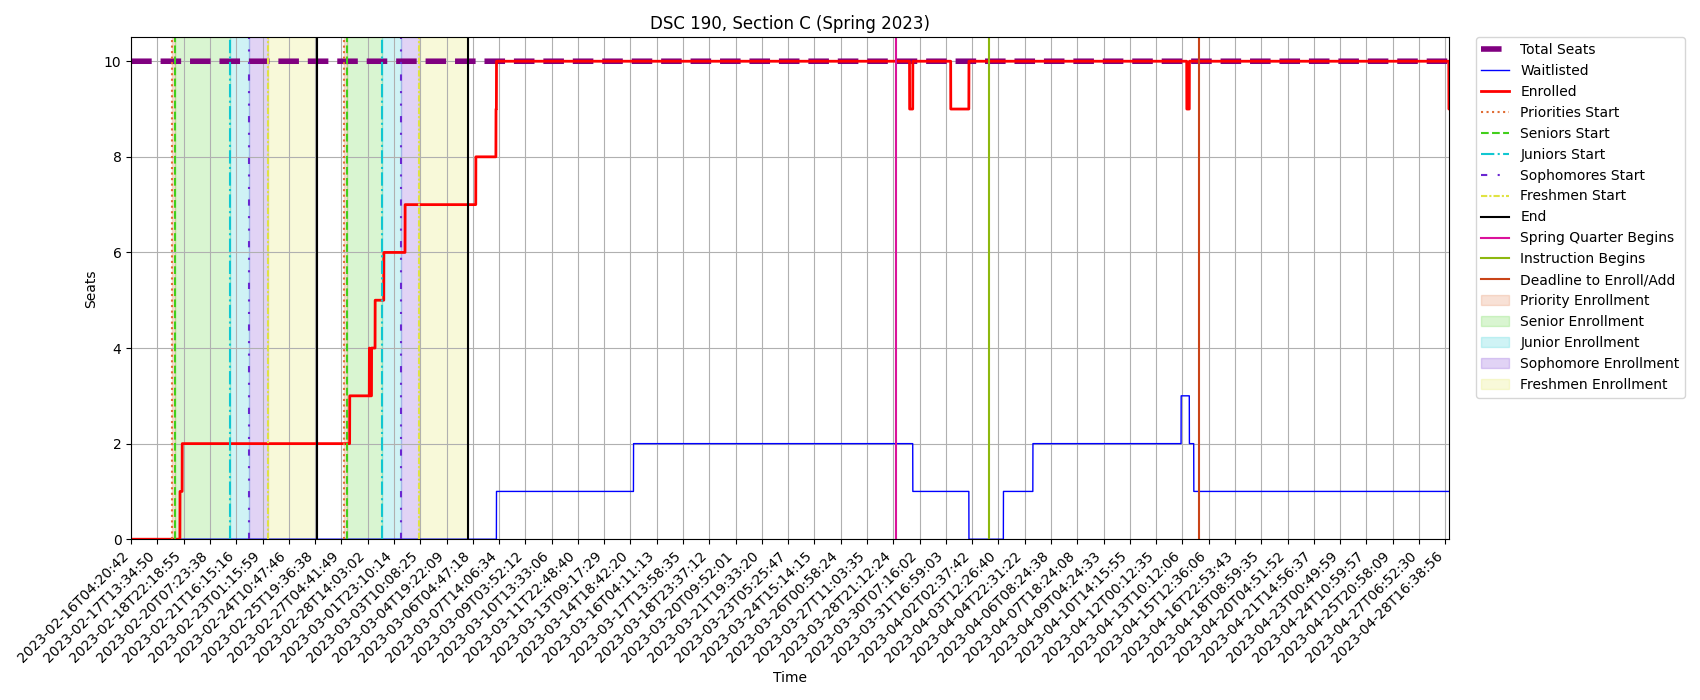 DSC 190, Section C (Spring 2023)
10
8
6
4
2
0
Seats
Total Seats
Waitlisted
Enrolled
Priorities Start
Seniors Start
Juniors Start
Sophomores Start
Freshmen Start
End
Spring Quarter Begins
Instruction Begins
Deadline to Enroll/Add
Priority Enrollment
Senior Enrollment
Junior Enrollment
Sophomore Enrollment
Freshmen Enrollment
2023-02-16T04:20:42
2023-02-17T13:34:50
2023-02-18T22:18:55
2023-02-20T07:23:38
2023-02-21T16:15:16
2023-02-23T01:15:59
2023-02-24T10:47:46
2023-02-25T19:36:38
2023-02-27T04:41:49
2023-02-28T14:03:02
2023-03-01T23:10:14
2023-03-03T10:08:25
2023-03-04T19:22:09
2023-03-06T04:47:18
2023-03-07T14:06:34
2023-03-09T03:52:12
2023-03-10T13:33:06
2023-03-11T22:48:40
2023-03-13T09:17:29
2023-03-14T18:42:20
2023-03-16T04:11:13
2023-03-17T13:58:35
2023-03-18T23:37:12
2023-03-20T09:52:01
2023-03-21T19:33:20
2023-03-23T05:25:47
2023-03-24T15:14:15
2023-03-26T00:58:24
2023-03-27T11:03:35
2023-03-28T21:12:24
2023-03-30T07:16:02
2023-03-31T16:59:03
2023-04-02T02:37:42
2023-04-03T12:26:40
2023-04-04T22:31:22
2023-04-06T08:24:38
2023-04-07T18:24:08
2023-04-09T04:24:33
2023-04-10T14:15:55
2023-04-12T00:12:35
2023-04-13T10:12:06
2023-04-15T12:36:06
2023-04-16T22:53:43
2023-04-18T08:59:35
2023-04-20T04:51:52
2023-04-21T14:56:37
2023-04-23T00:49:59
2023-04-24T10:59:57
2023-04-25T20:58:09
2023-04-27T06:52:30
2023-04-28T16:38:56
Time